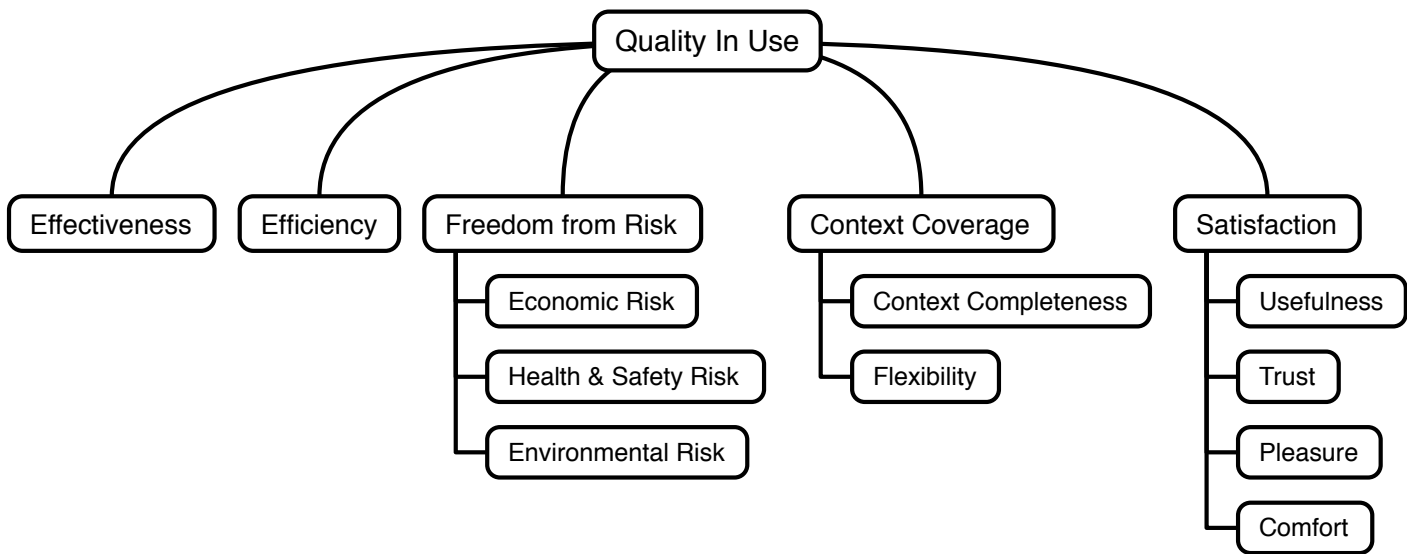 Quality In Use
Effectiveness
Efficiency
Freedom from Risk
Economic Risk
Health & Safety Risk
Environmental Risk
Context Coverage
Context Completeness
Flexibility
Satisfaction
Usefulness
Trust
Pleasure
Comfort